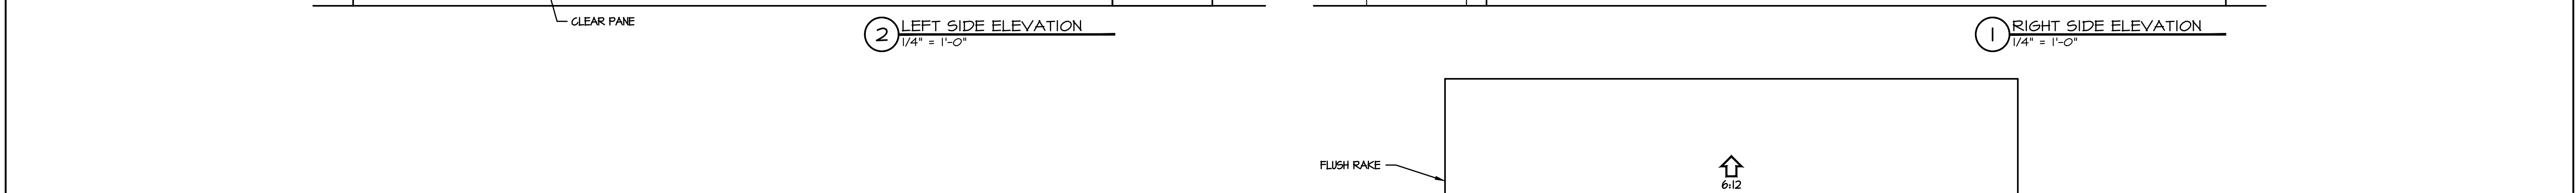 CLEAR PANE
2
LEFT SIDE ELEVATION
1/4" = 1'-0"
1
RIGHT SIDE ELEVATION
1/4" = 1'-0"
FLUSH RAKE
6:12